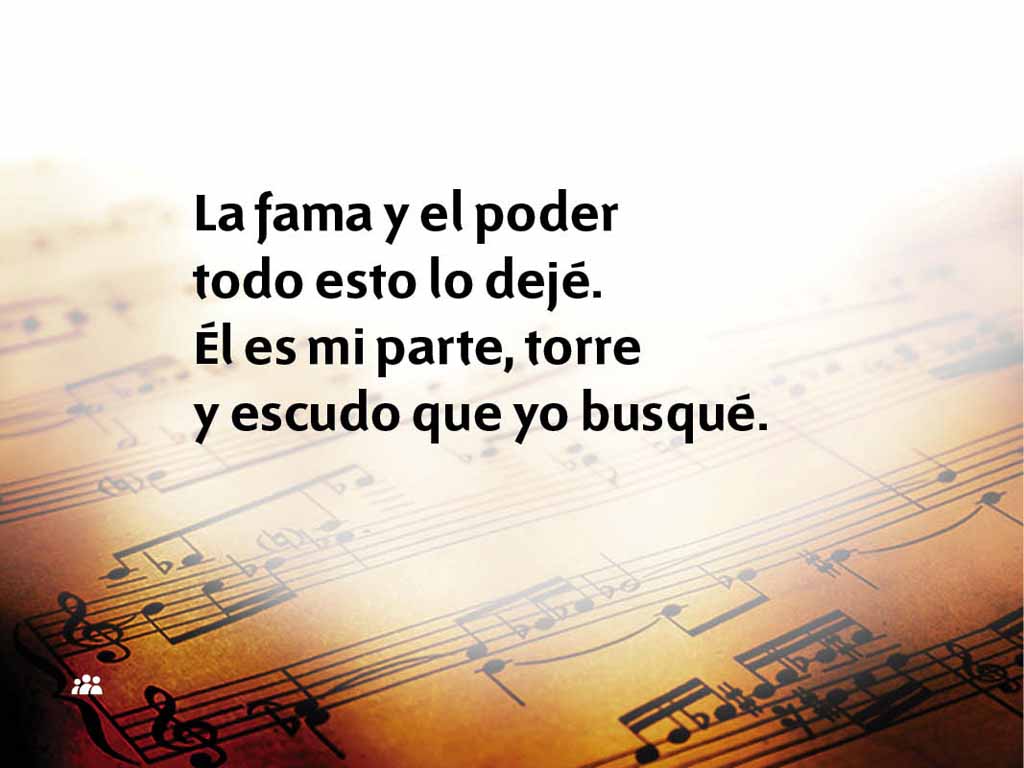 La fama y el poder
todo esto lo dejé.
Él es mi parte, torre
y escudo que yo busqué.